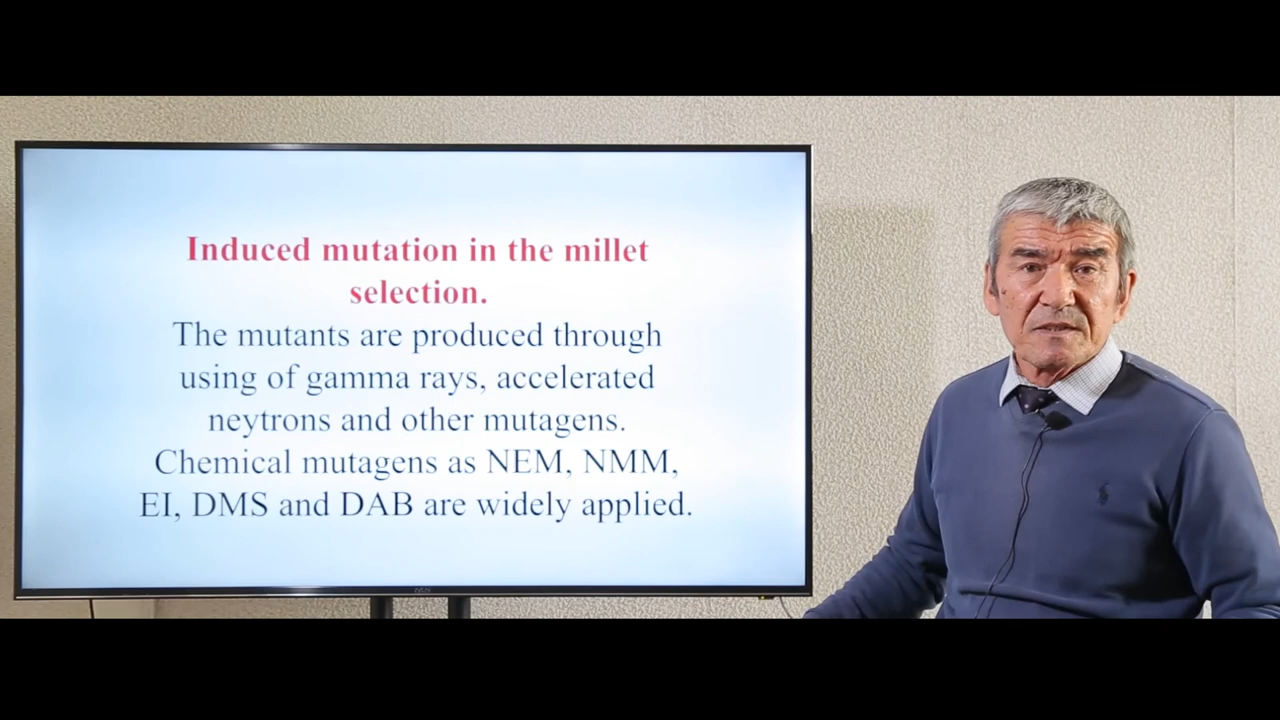 Induced mutation in the millet
selection.
The mutants are produced through
using of gamma rays, accelerated
neytrons and other mutagens.
Chemical mutagens as NEM, NMM,
EI, DMS and DAB are widely applied.